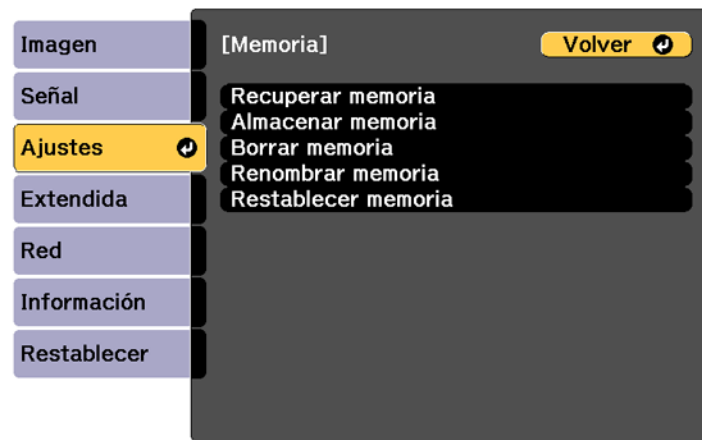 Imagen
Señal
Ajustes
Extendida
Red
Información
Restablecer
[Memoria]
Volver
Recuperar memoria
Almacenar memoria
Borrar memoria
Renombrar memoria
Restablecer memoria